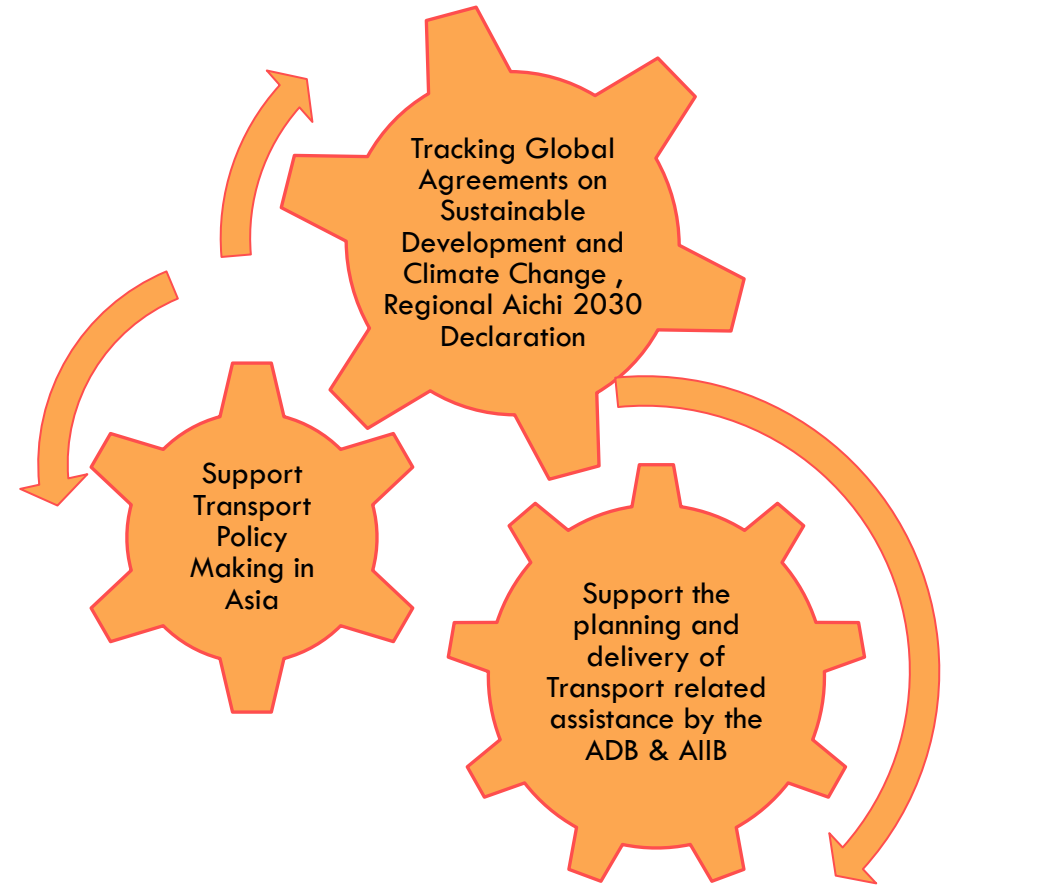 Tracking Global
Agreements on
Sustainable
Development and
Climate Change ,
Regional Aichi 2030
Declaration
Support
Transport
Policy
Making in
Asia
Support the
planning and
delivery of
Transport related
assistance by the
ADB & AIIB